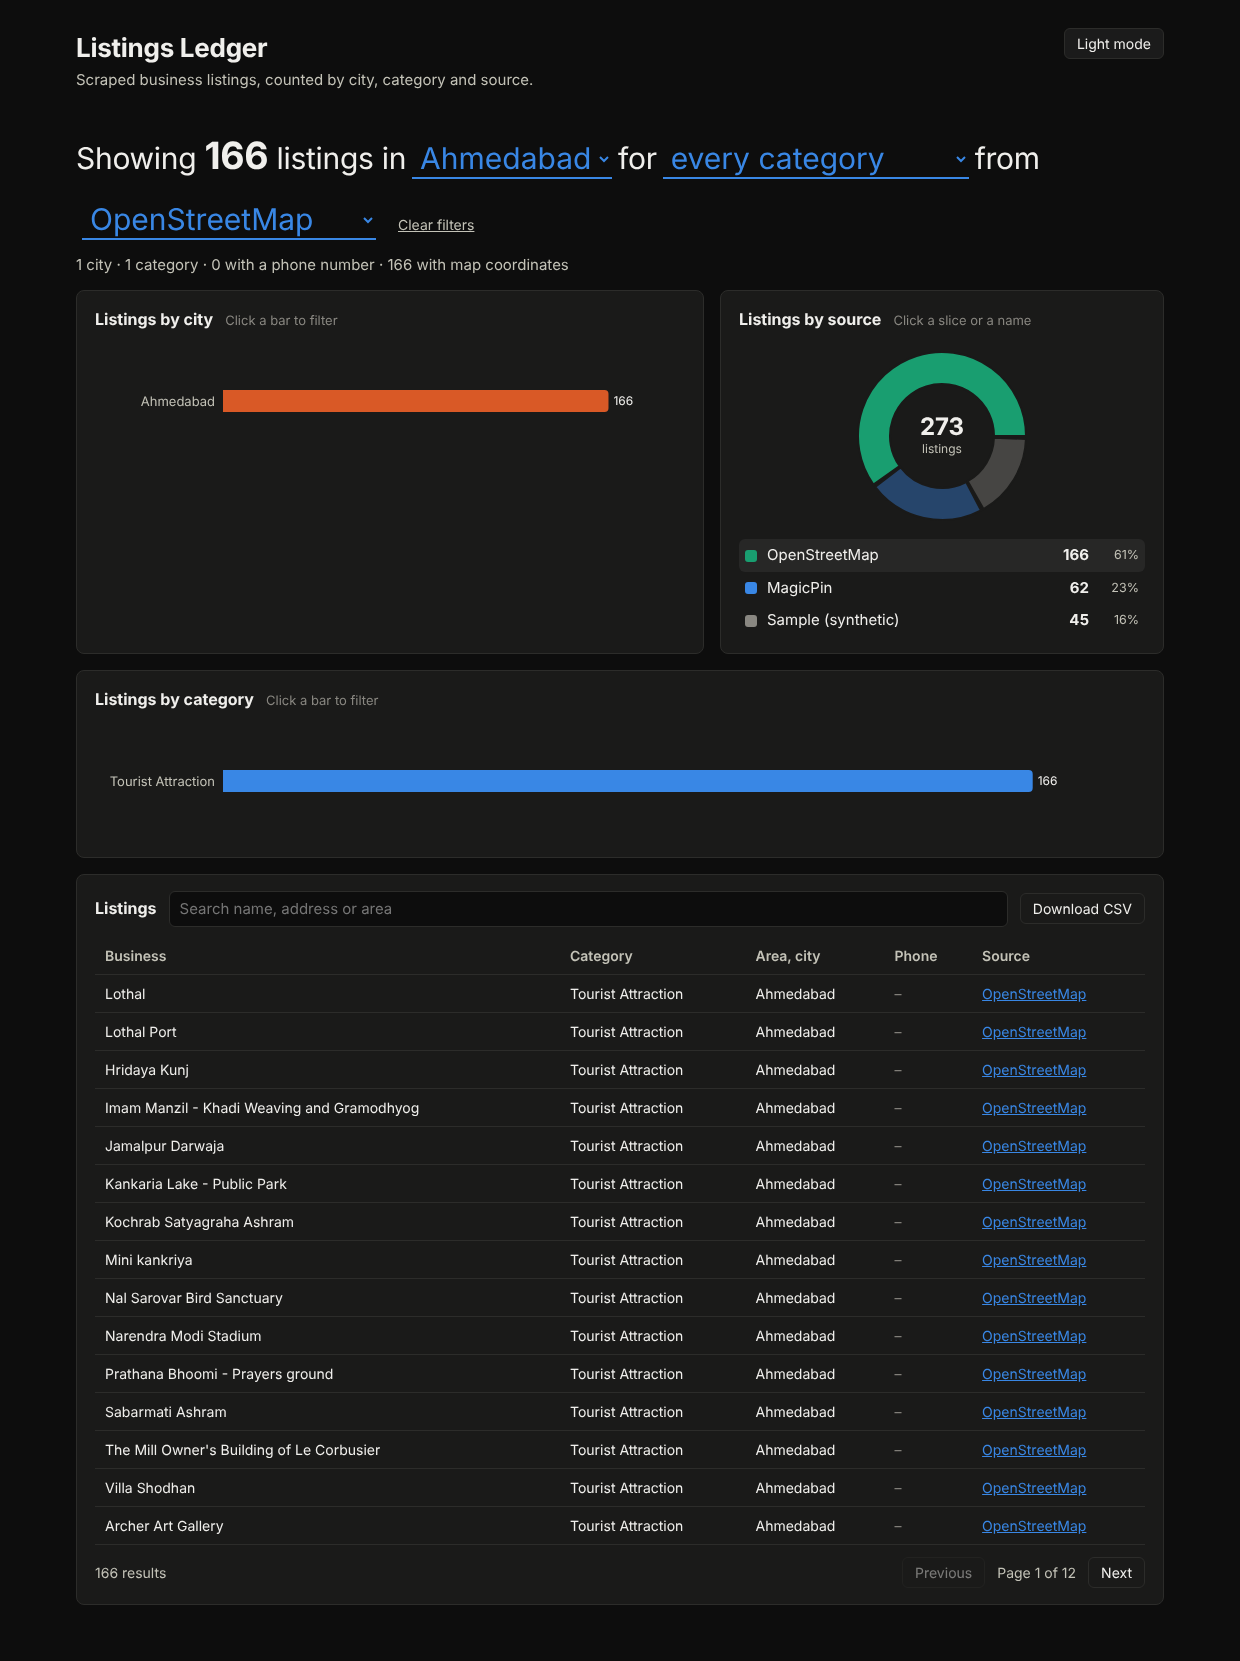 Listings Ledger
Light mode
Scraped business listings, counted by city, category and source.
Showing 166 listings in Ahmedabad for every category from
OpenStreetMap Clear filters
1 city · 1 category · 0 with a phone number · 166 with map coordinates
Listings by city Click a bar to filter
Ahmedabad 166
Listings by source Click a slice or a name
273
listings
OpenStreetMap 166 61%
MagicPin 62 23%
Sample (synthetic) 45 16%
Listings by category Click a bar to filter
Tourist Attraction 166
Listings Search name, address or area Download CSV
Business Category Area, city Phone Source
Lothal Tourist Attraction Ahmedabad – OpenStreetMap
Lothal Port Tourist Attraction Ahmedabad – OpenStreetMap
Hridaya Kunj Tourist Attraction Ahmedabad – OpenStreetMap
Imam Manzil - Khadi Weaving and Gramodhyog Tourist Attraction Ahmedabad – OpenStreetMap
Jamalpur Darwaja Tourist Attraction Ahmedabad – OpenStreetMap
Kankaria Lake - Public Park Tourist Attraction Ahmedabad – OpenStreetMap
Kochrab Satyagraha Ashram Tourist Attraction Ahmedabad – OpenStreetMap
Mini kankriya Tourist Attraction Ahmedabad – OpenStreetMap
Nal Sarovar Bird Sanctuary Tourist Attraction Ahmedabad – OpenStreetMap
Narendra Modi Stadium Tourist Attraction Ahmedabad – OpenStreetMap
Prathana Bhoomi - Prayers ground Tourist Attraction Ahmedabad – OpenStreetMap
Sabarmati Ashram Tourist Attraction Ahmedabad – OpenStreetMap
The Mill Owner's Building of Le Corbusier Tourist Attraction Ahmedabad – OpenStreetMap
Villa Shodhan Tourist Attraction Ahmedabad – OpenStreetMap
Archer Art Gallery Tourist Attraction Ahmedabad – OpenStreetMap
166 results Previous Page 1 of 12 Next